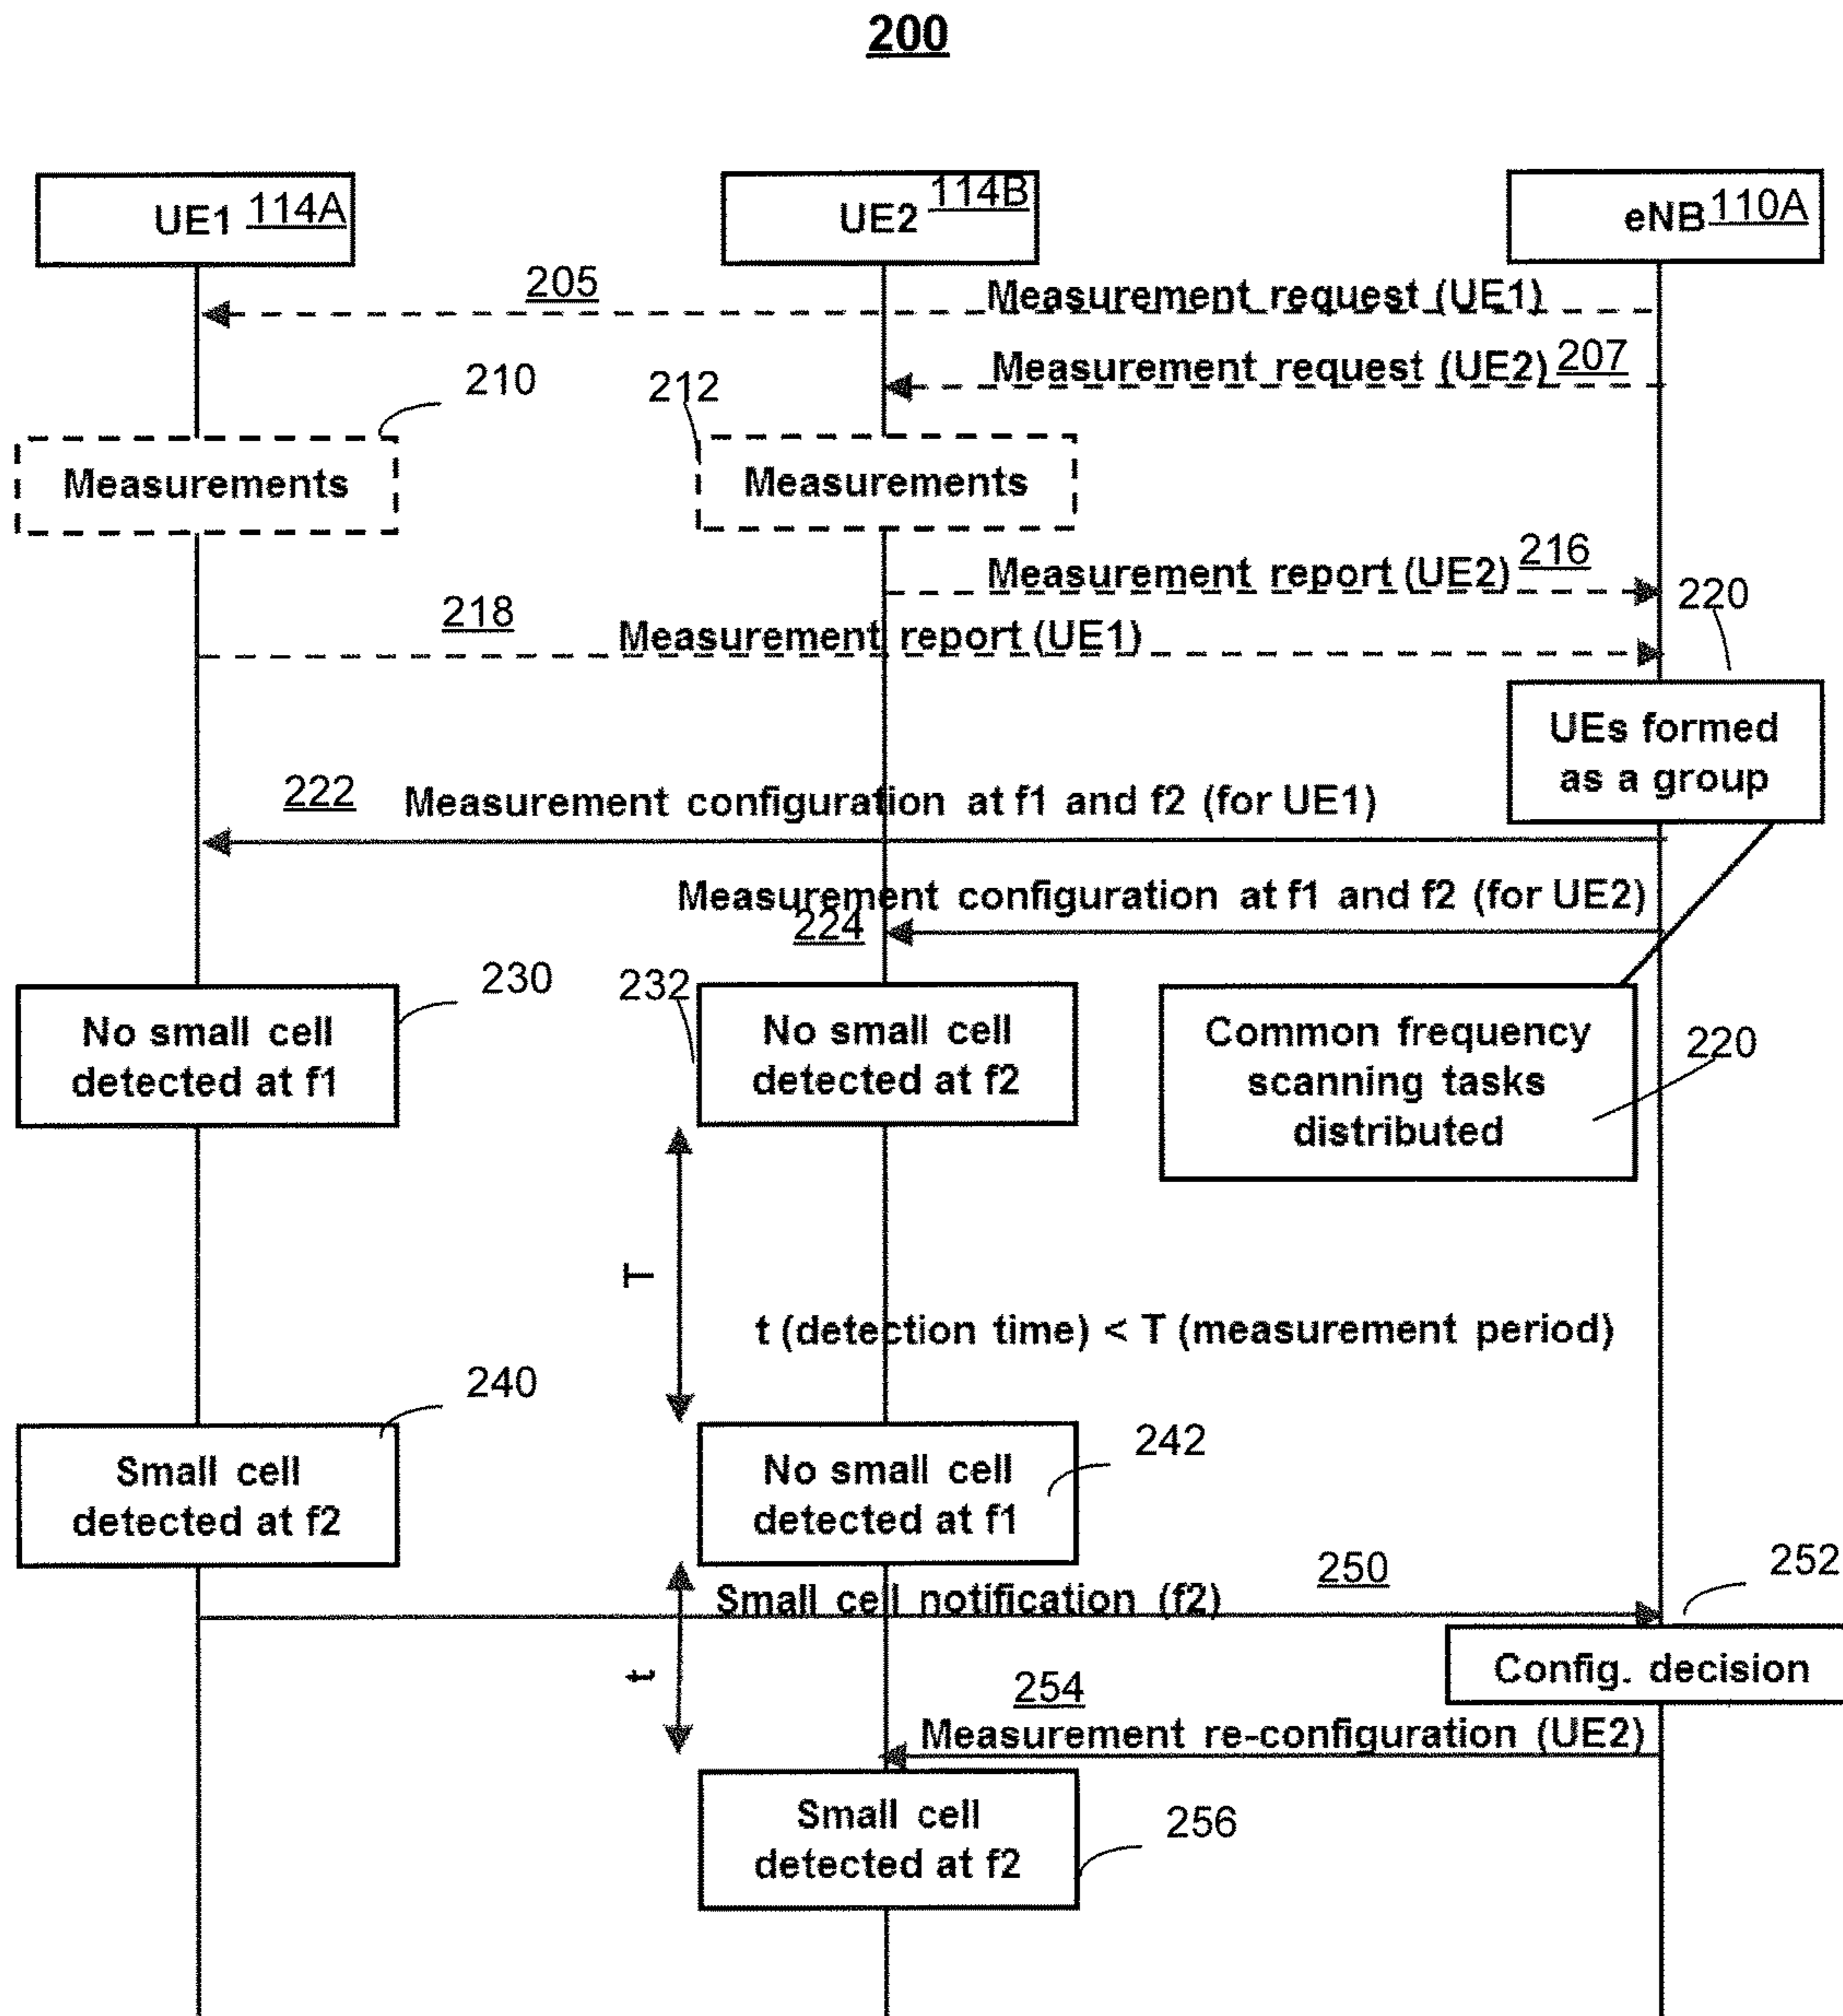 200
UE1 114A
UE2 114B
eNB 110A
205 Measurement request (UE1)
Measurement request (UE2) 207
210
212
Measurements
Measurements
Measurement report (UE2) 216
218 Measurement report (UE1)
220
UEs formed
as a group
222 Measurement configuration at f1 and f2 (for UE1)
Measurement configuration at f1 and f2 (for UE2)
224
230
No small cell
detected at f1
232
No small cell
detected at f2
Common frequency
scanning tasks
distributed
220
T
t (detection time) < T (measurement period)
240
Small cell
detected at f2
242
No small cell
detected at f1
Small cell notification (f2) 250
252
Config. decision
t
254
Measurement re-configuration (UE2)
Small cell
detected at f2
256